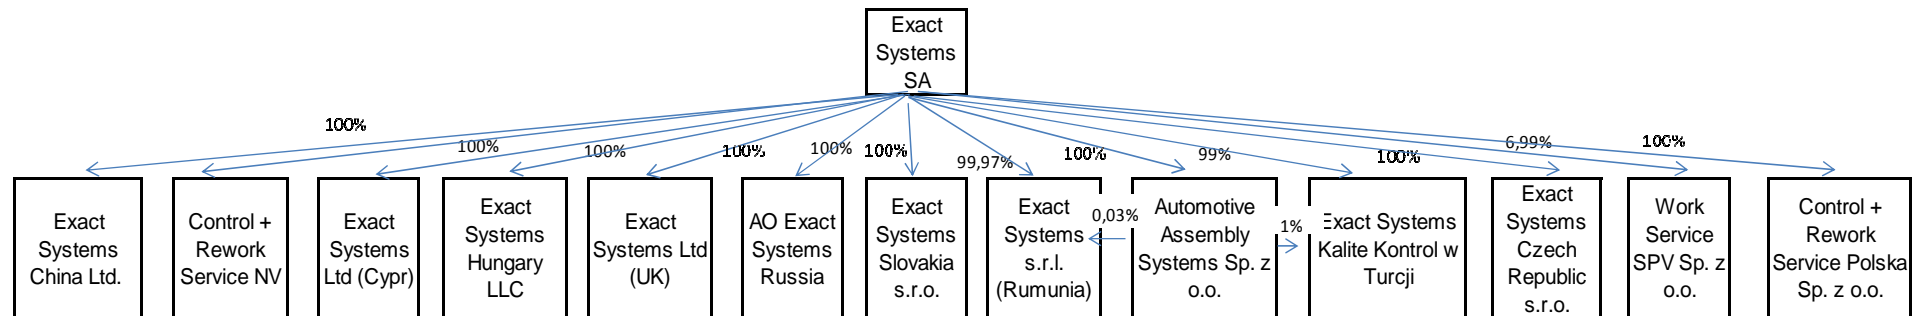 Exact
Systems
SA
100%
100%
100%
100%
100%
100%
99,97%
100%
99%
100%
6,99%
100%
Exact
Systems
China Ltd.
Control +
Rework
Service NV
Exact
Systems
Ltd (Cypr)
Exact
Systems
Hungary
LLC
Exact
Systems Ltd
(UK)
AO Exact
Systems
Russia
Exact
Systems
Slovakia
s.r.o.
Exact
Systems
s.r.l.
(Rumunia)
0,03%
Automotive
Assembly
Systems Sp. z
o.o.
1%
Exact Systems
Kalite Kontrol w
Turcji
Exact
Systems
Czech
Republic
s.r.o.
Work
Service
SPV Sp. z
o.o.
Control +
Rework
Service Polska
Sp. z o.o.